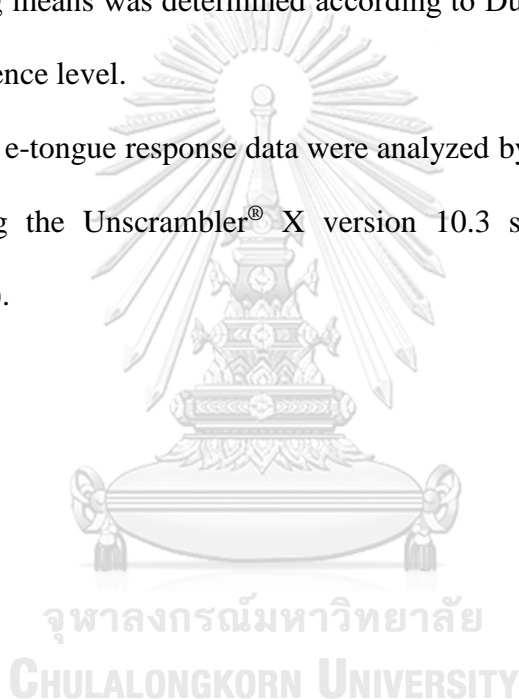 means was determined according to
ence level.
e-tongue response data were analyzed by
the Unscrambler® X version 10.3
).
จุฬาลงกรณ์มหาวิทยาลัย
CHULALONGKORN UNIVERSITY